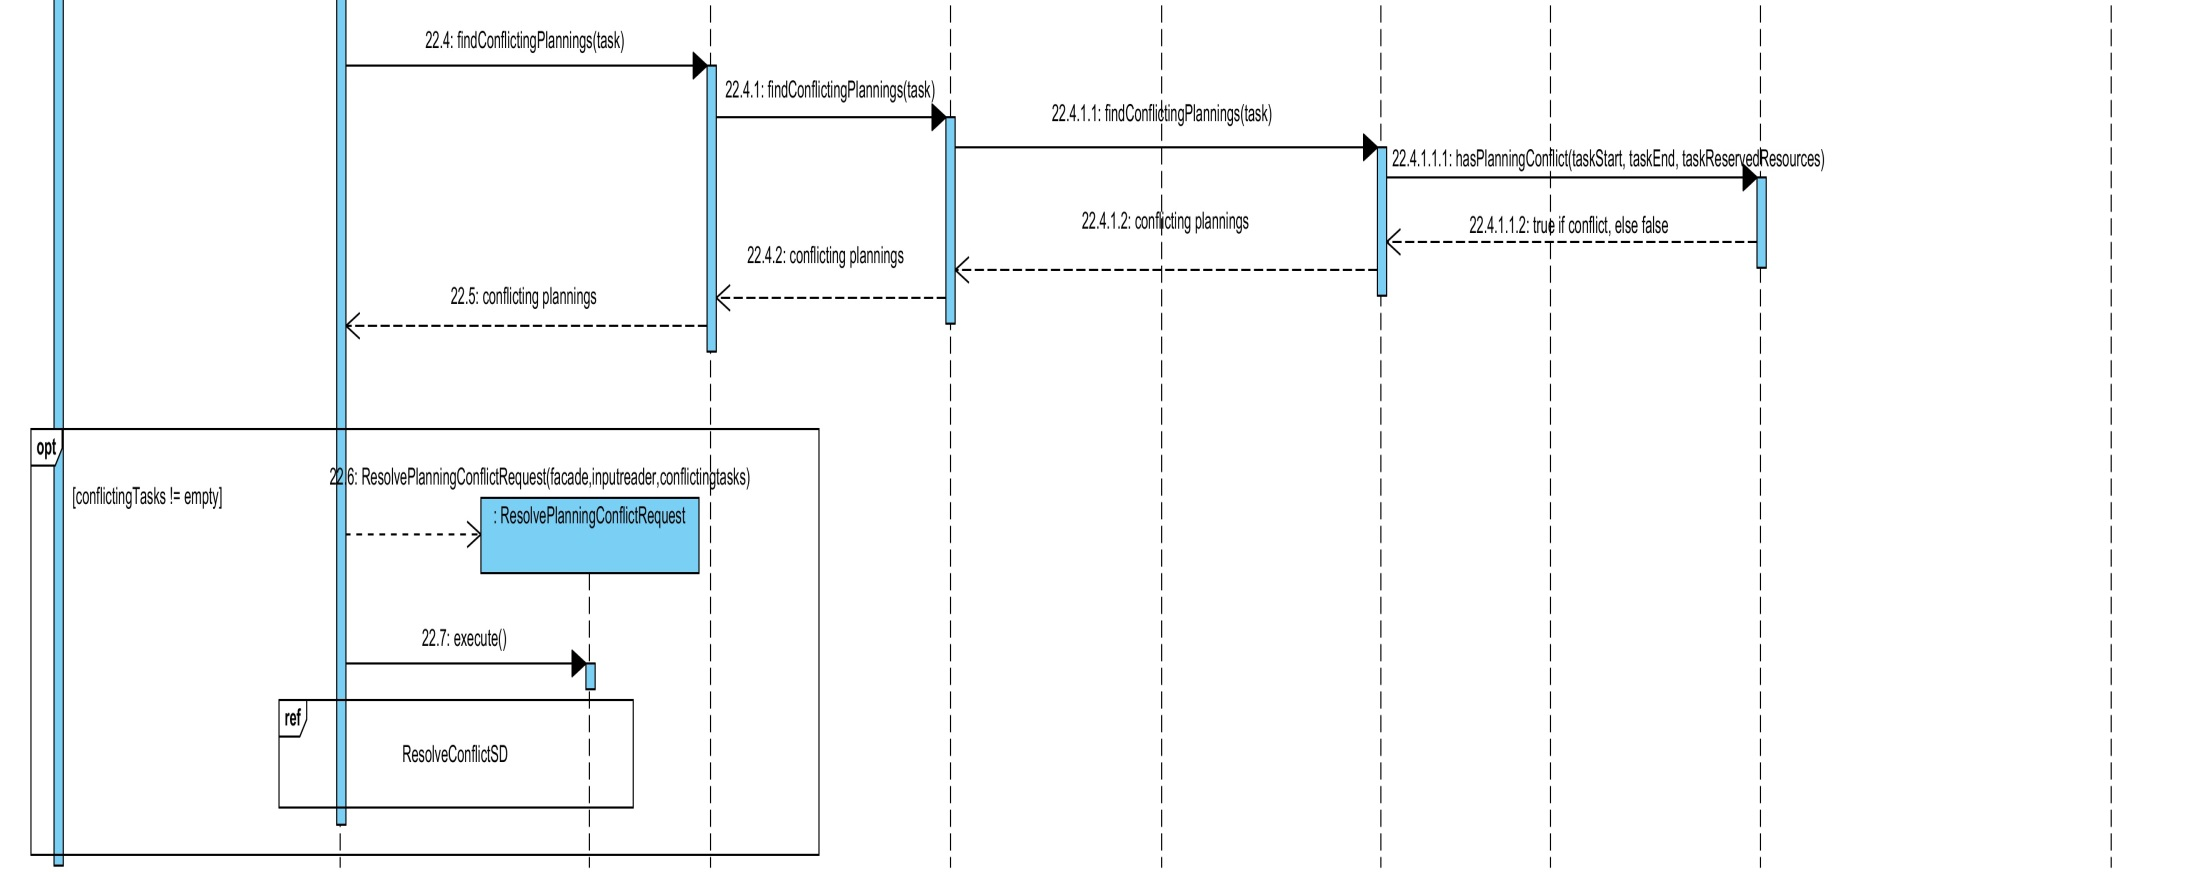 22.4: findConflictingPlannings(task)
22.4.1: findConflictingPlannings(task)
22.4.1.1: findConflictingPlannings(task)
22.4.1.1.1: hasPlanningConflict(taskStart, taskEnd, taskReservedResources)
22.4.1.1.2: true if conflict, else false
22.4.1.2: conflicting plannings
22.4.2: conflicting plannings
22.5: conflicting plannings
opt
[conflictingTasks != empty]
22.6: ResolvePlanningConflictRequest(facade,inputreader,conflictingtasks)
: ResolvePlanningConflictRequest
22.7: execute()
ref
ResolveConflictSD